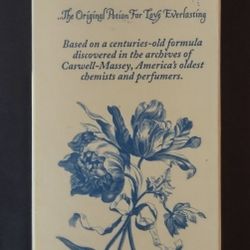 ..The Original Potion For Love Everlasting
Based on a centuries-old formula
discovered in the archives of
Caswell-Massey, America's oldest
chemists and perfumers.